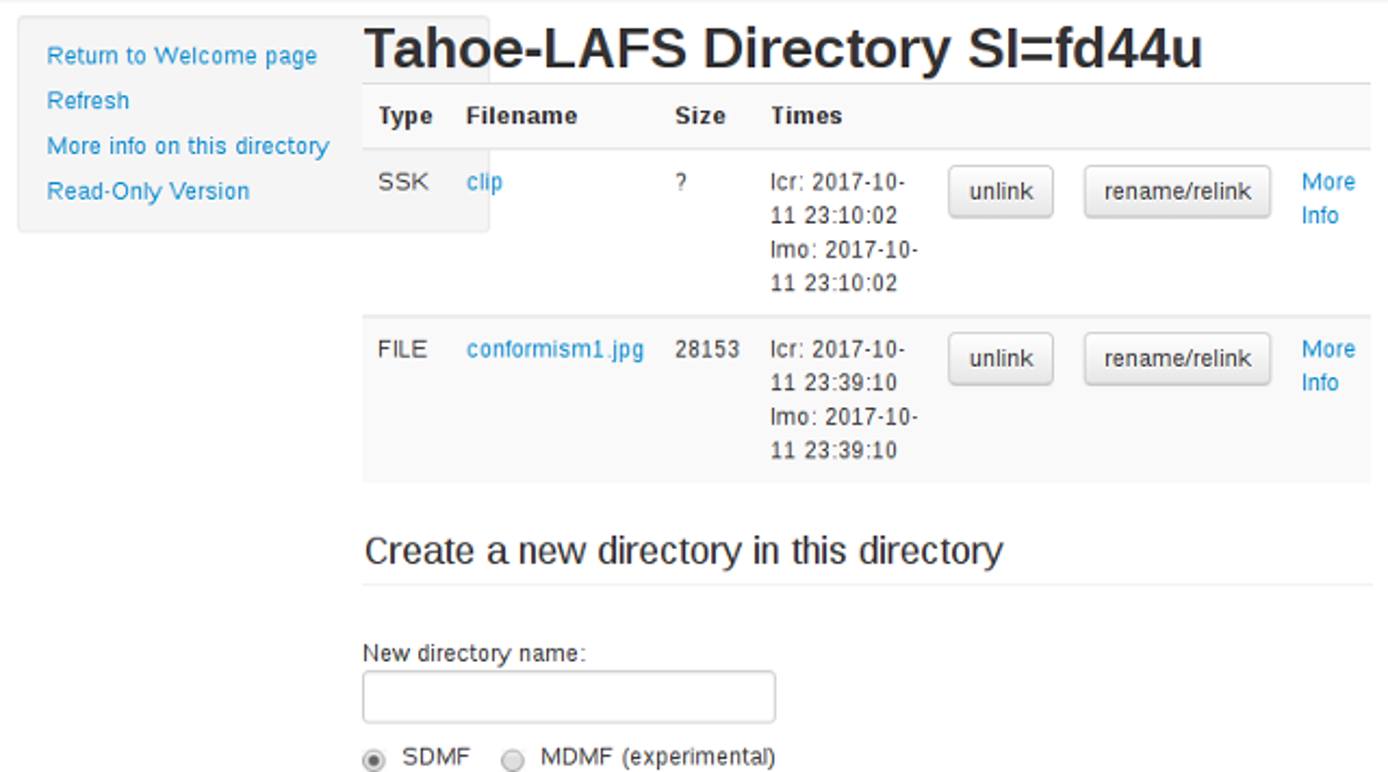 Return to Welcome page
Refresh
More info on this directory
Read-Only Version
Tahoe-LAFS Directory SI=fd44u
Type Filename Size Times
SSK clip ? lcr: 2017-10-
11 23:10:02
lmo: 2017-10-
11 23:10:02
unlink rename/relink More
Info
FILE conformism1.jpg 28153 lcr: 2017-10-
11 23:39:10
lmo: 2017-10-
11 23:39:10
unlink rename/relink More
Info
Create a new directory in this directory
New directory name:
SDMF MDMF (experimental)